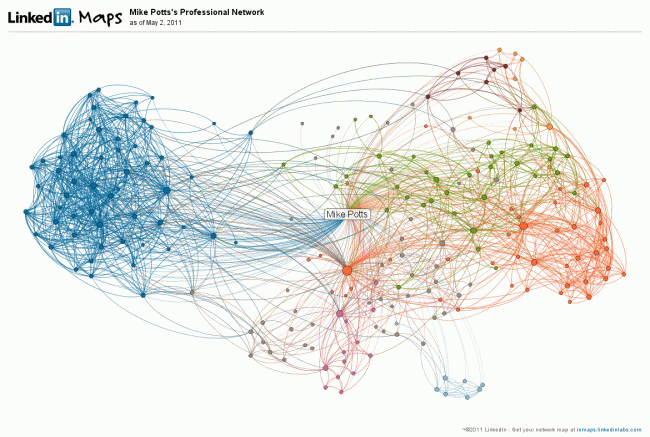 LinkedIn Maps
Mike Potts's Professional Network
as of May 2, 2011
Mike Potts
©2011 LinkedIn - Get your network map at inmaps.linkedinlabs.com